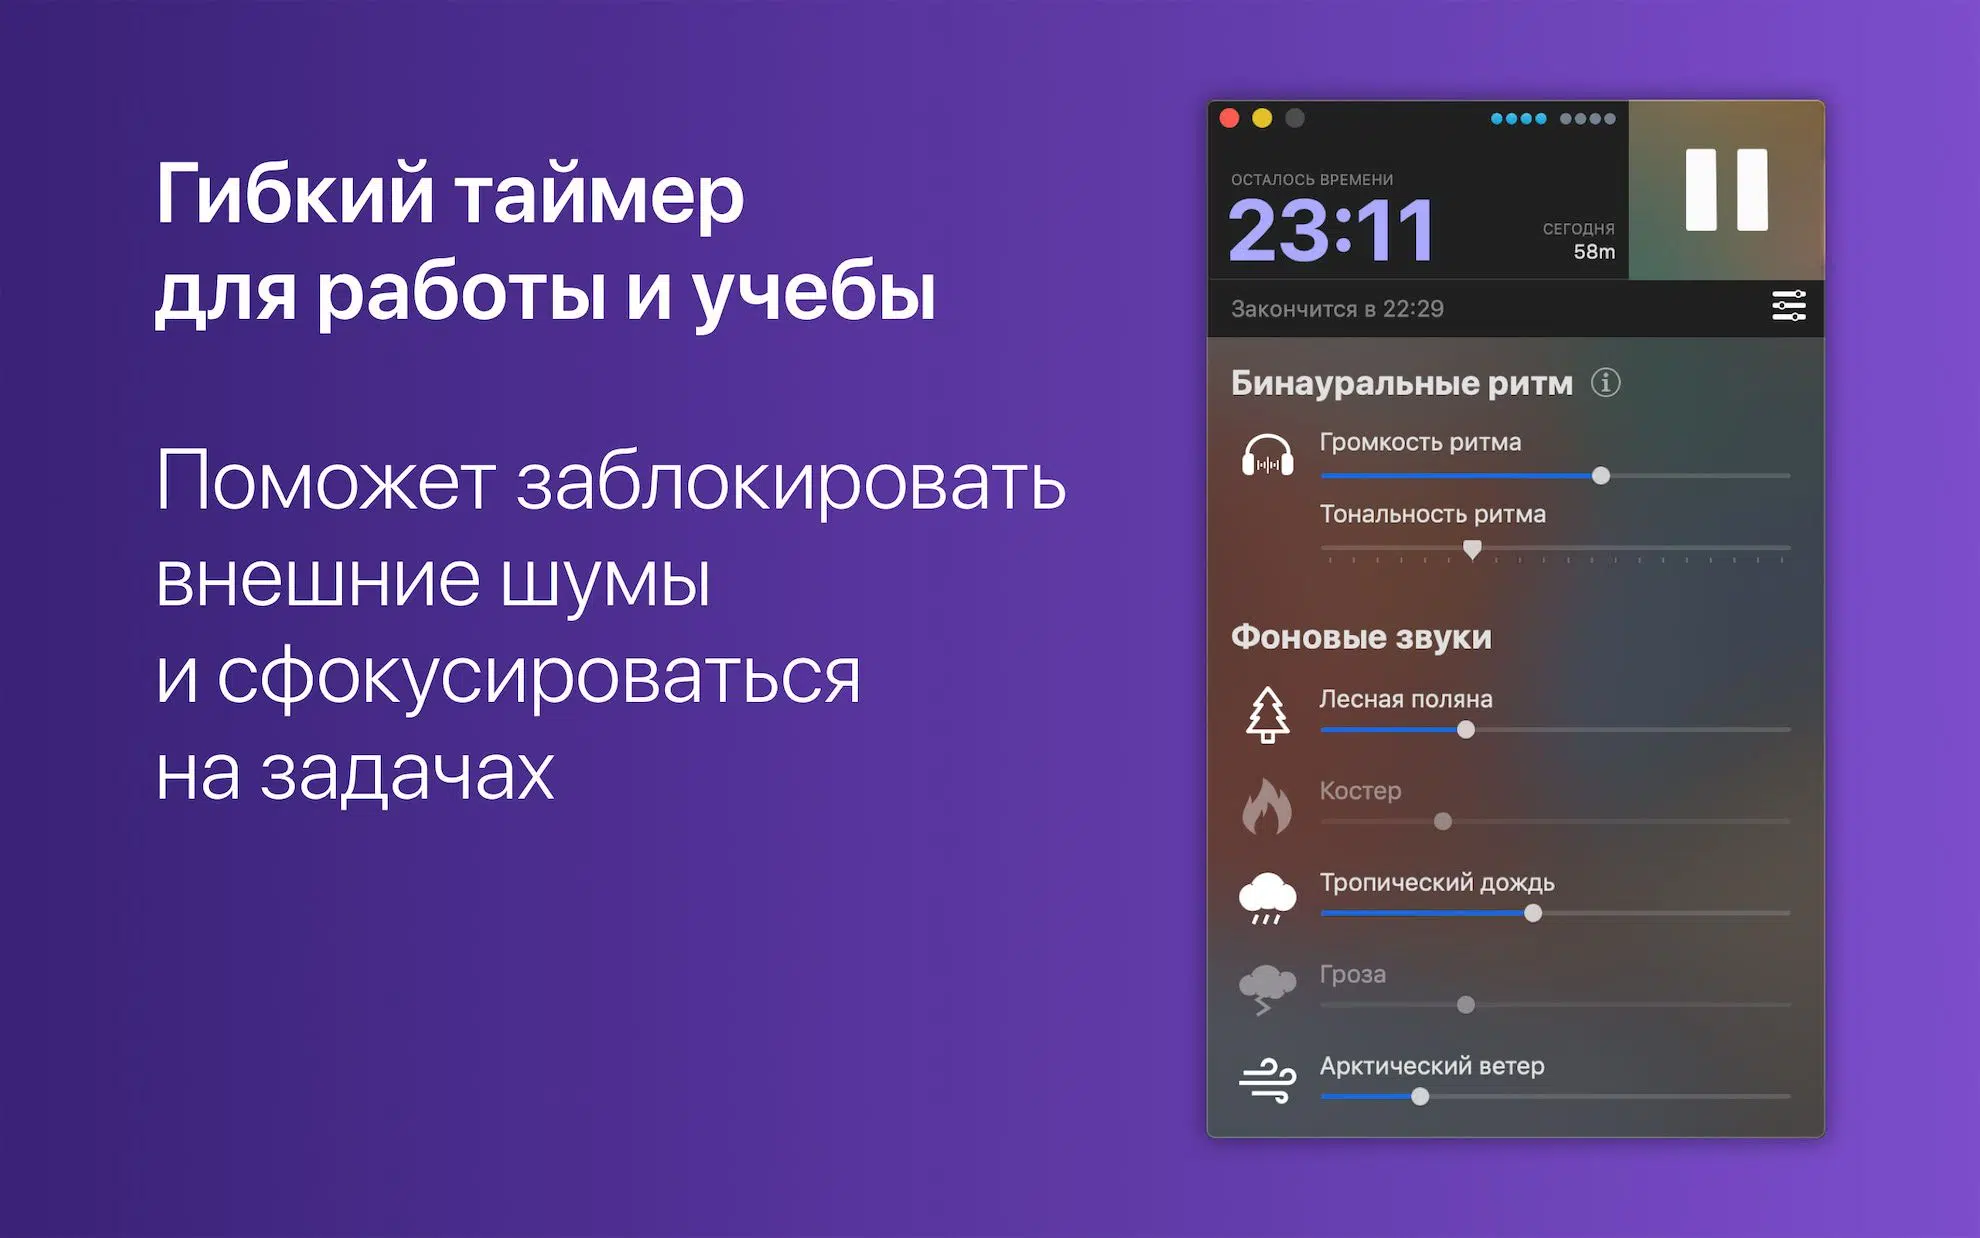 Гибкий таймер
для работы и учебы
Поможет заблокировать
внешние шумы
и сфокусироваться
на задачах
ОСТАЛОСЬ ВРЕМЕНИ
23:11
СЕГОДНЯ
58m
Закончится в 22:29
Бинауральные ритм
Громкость ритма
Тональность ритма
Фоновые звуки
Лесная поляна
Костер
Тропический дождь
Гроза
Арктический ветер